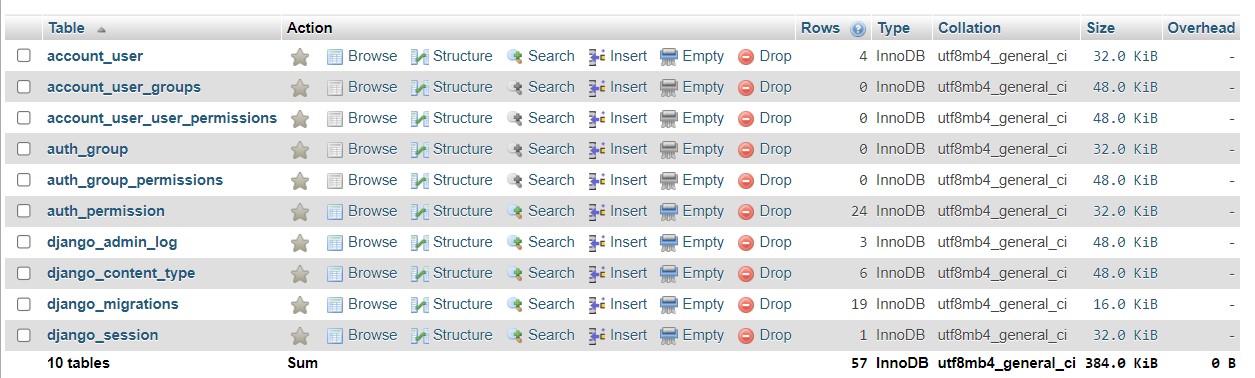 Table Action Rows Type Collation Size Overhead
account_user Browse Structure Search Insert Empty Drop 4 InnoDB utf8mb4_general_ci 32.0 KiB -
account_user_groups Browse Structure Search Insert Empty Drop 0 InnoDB utf8mb4_general_ci 48.0 KiB -
account_user_user_permissions Browse Structure Search Insert Empty Drop 0 InnoDB utf8mb4_general_ci 48.0 KiB -
auth_group Browse Structure Search Insert Empty Drop 0 InnoDB utf8mb4_general_ci 32.0 KiB -
auth_group_permissions Browse Structure Search Insert Empty Drop 0 InnoDB utf8mb4_general_ci 48.0 KiB -
auth_permission Browse Structure Search Insert Empty Drop 24 InnoDB utf8mb4_general_ci 32.0 KiB -
django_admin_log Browse Structure Search Insert Empty Drop 3 InnoDB utf8mb4_general_ci 48.0 KiB -
django_content_type Browse Structure Search Insert Empty Drop 6 InnoDB utf8mb4_general_ci 48.0 KiB -
django_migrations Browse Structure Search Insert Empty Drop 19 InnoDB utf8mb4_general_ci 16.0 KiB -
django_session Browse Structure Search Insert Empty Drop 1 InnoDB utf8mb4_general_ci 32.0 KiB -
10 tables Sum 57 InnoDB utf8mb4_general_ci 384.0 KiB 0 B